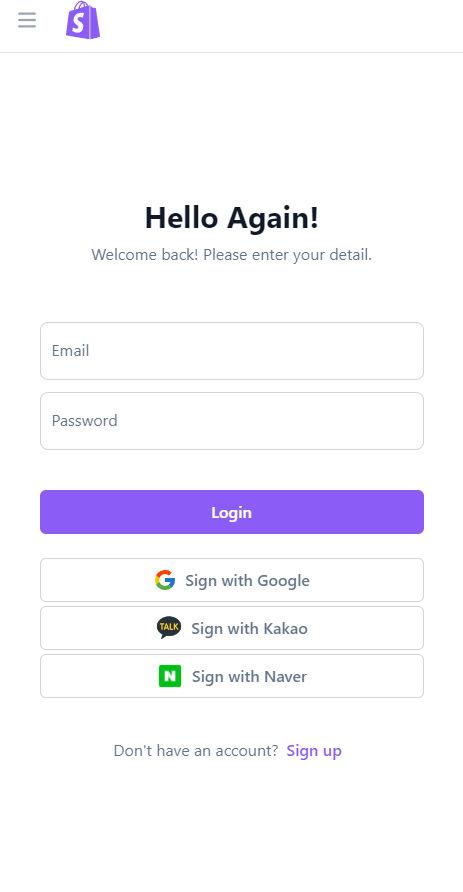 S
Hello Again!
Welcome back! Please enter your detail.
Email
Password
Login
Sign with Google
TALK Sign with Kakao
N Sign with Naver
Don't have an account? Sign up